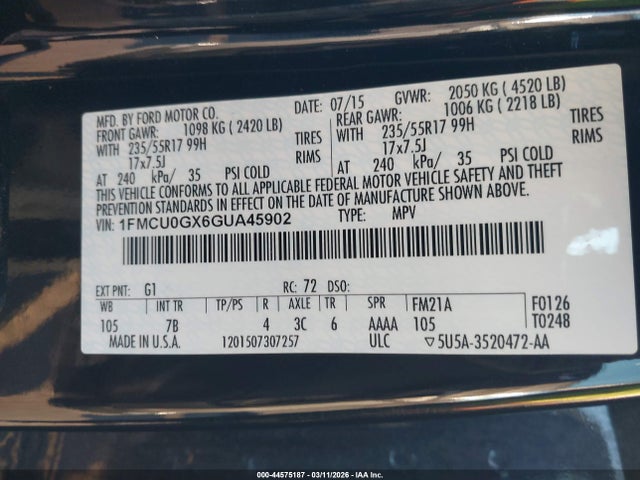 MFD. BY FORD MOTOR CO.
DATE: 07/15 GVWR: 2050 KG ( 4520 LB)
FRONT GAWR: 1098 KG ( 2420 LB) REAR GAWR: 1006 KG ( 2218 LB)
WITH 235/55R17 99H TIRES WITH 235/55R17 99H TIRES
17x7.5J RIMS 17x7.5J RIMS
AT 240 kPa/ 35 PSI COLD AT 240 kPa/ 35 PSI COLD
THIS VEHICLE CONFORMS TO ALL APPLICABLE FEDERAL MOTOR VEHICLE SAFETY AND THEFT
PREVENTION STANDARDS IN EFFECT ON THE DATE OF MANUFACTURE SHOWN ABOVE.
VIN: 1FMCU0GX6GUA45902 TYPE: MPV
EXT PNT: G1 RC: 72 DSO:
WB INT TR TP/PS R AXLE TR SPR FM21A F0126
105 7B 4 3C 6 AAAA 105 T0248
MADE IN U.S.A. 1201507307257 ULC ▽5U5A-3520472-AA
000-44575187 - 03/11/2026 - IAA Inc.